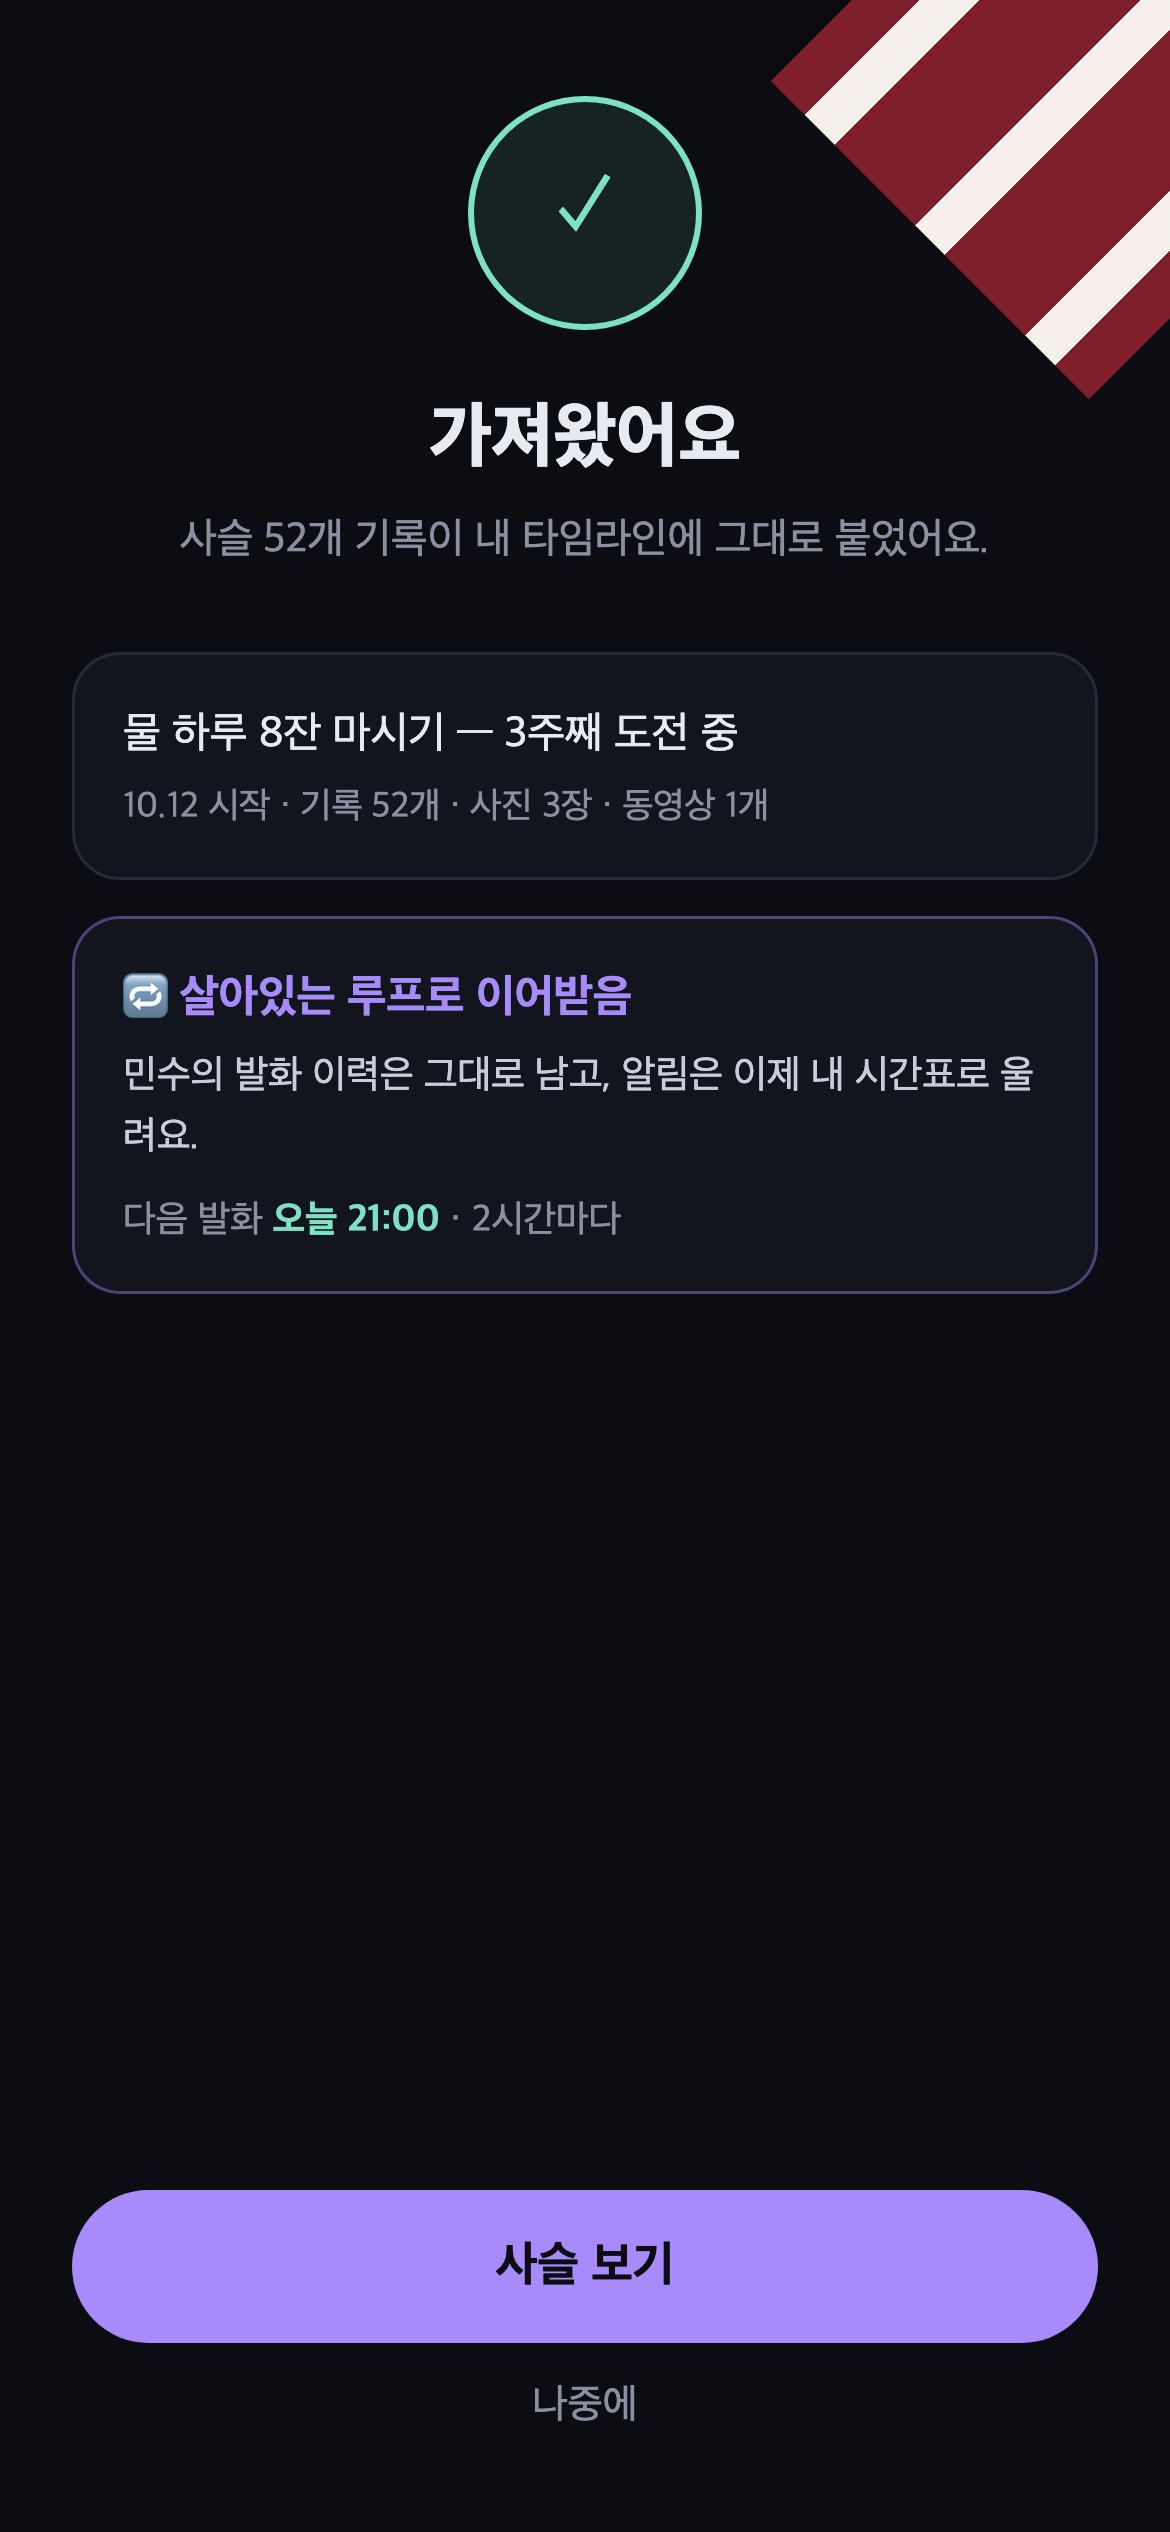 가져왔어요
사슬 52개 기록이 내 타임라인에 그대로 붙었어요.
물 하루 8잔 마시기 — 3주째 도전 중
10.12 시작 · 기록 52개 · 사진 3장 · 동영상 1개
🔁 살아있는 루프로 이어받음
민수의 발화 이력은 그대로 남고, 알림은 이제 내 시간표로 울
려요.
다음 발화 오늘 21:00 · 2시간마다
사슬 보기
나중에